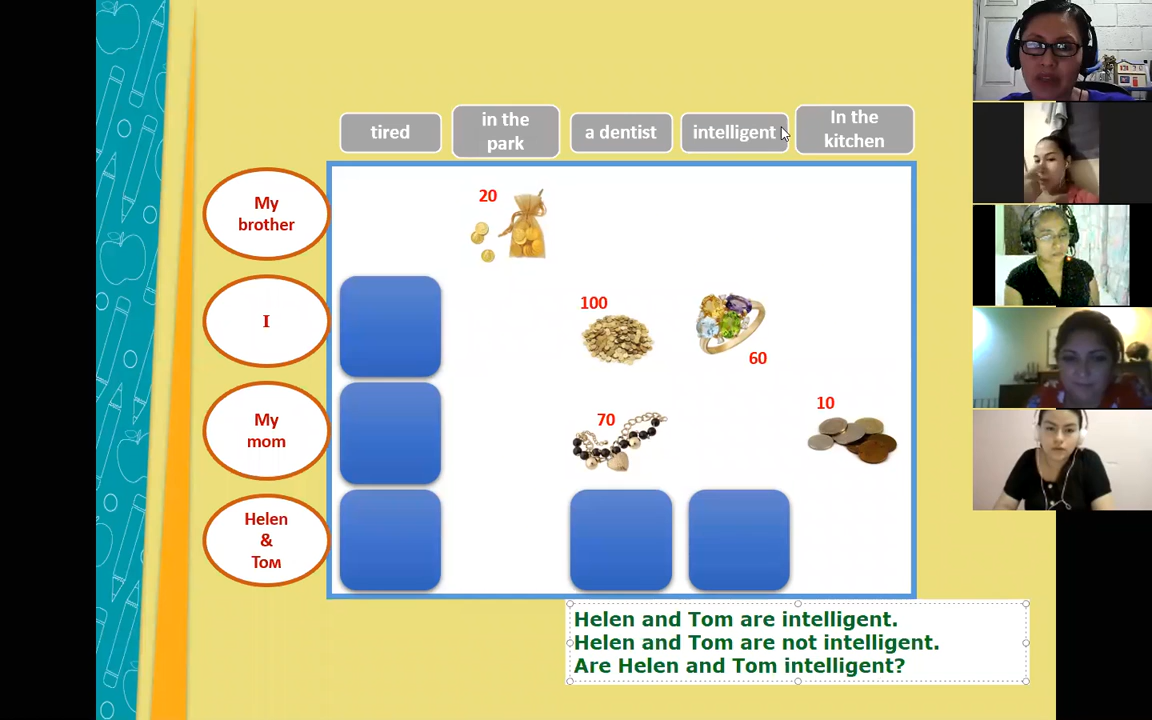 tired
in the
park
a dentist
intelligent
In the
kitchen
My
brother
20
I
100
60
My
mom
70
10
Helen
&
Tom
Helen and Tom are intelligent.
Helen and Tom are not intelligent.
Are Helen and Tom intelligent?